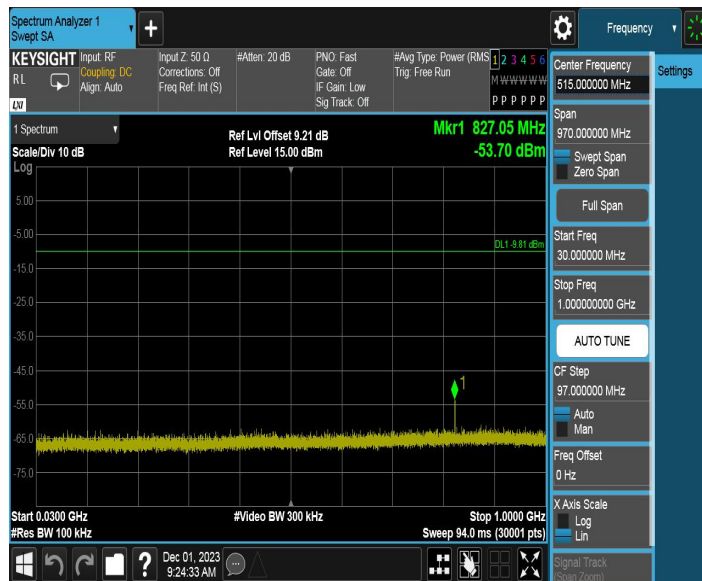 Spectrum Analyzer 1
Swept SA
Frequency
KEYSIGHT
RL
LXI
Input: RF
Coupling: DC
Align: Auto
Input Z: 50 Ω
Corrections: Off
Freq Ref: Int (S)
#Atten: 20 dB
PNO: Fast
Gate: Off
IF Gain: Low
Sig Track: Off
#Avg Type: Power (RMS
Trig: Free Run
1 2 3 4 5 6
M W W W W W
P P P P P P
Center Frequency
515.000000 MHz
Settings
Span
970.000000 MHz
Swept Span
Zero Span
Full Span
Start Freq
30.000000 MHz
Stop Freq
1.000000000 GHz
AUTO TUNE
CF Step
97.000000 MHz
Auto
Man
Freq Offset
0 Hz
X Axis Scale
Log
Lin
Signal Track
(Span Zoom)
1 Spectrum
Scale/Div 10 dB
Ref Lvl Offset 9.21 dB
Ref Level 15.00 dBm
Mkr1 827.05 MHz
-53.70 dBm
Log
5.00
-5.00
DL1 -9.81 dBm
-15.0
-25.0
-35.0
-45.0
1
-55.0
-65.0
-75.0
Start 0.0300 GHz
#Video BW 300 kHz
Stop 1.0000 GHz
#Res BW 100 kHz
Sweep 94.0 ms (30001 pts)
?
Dec 01, 2023
9:24:33 AM